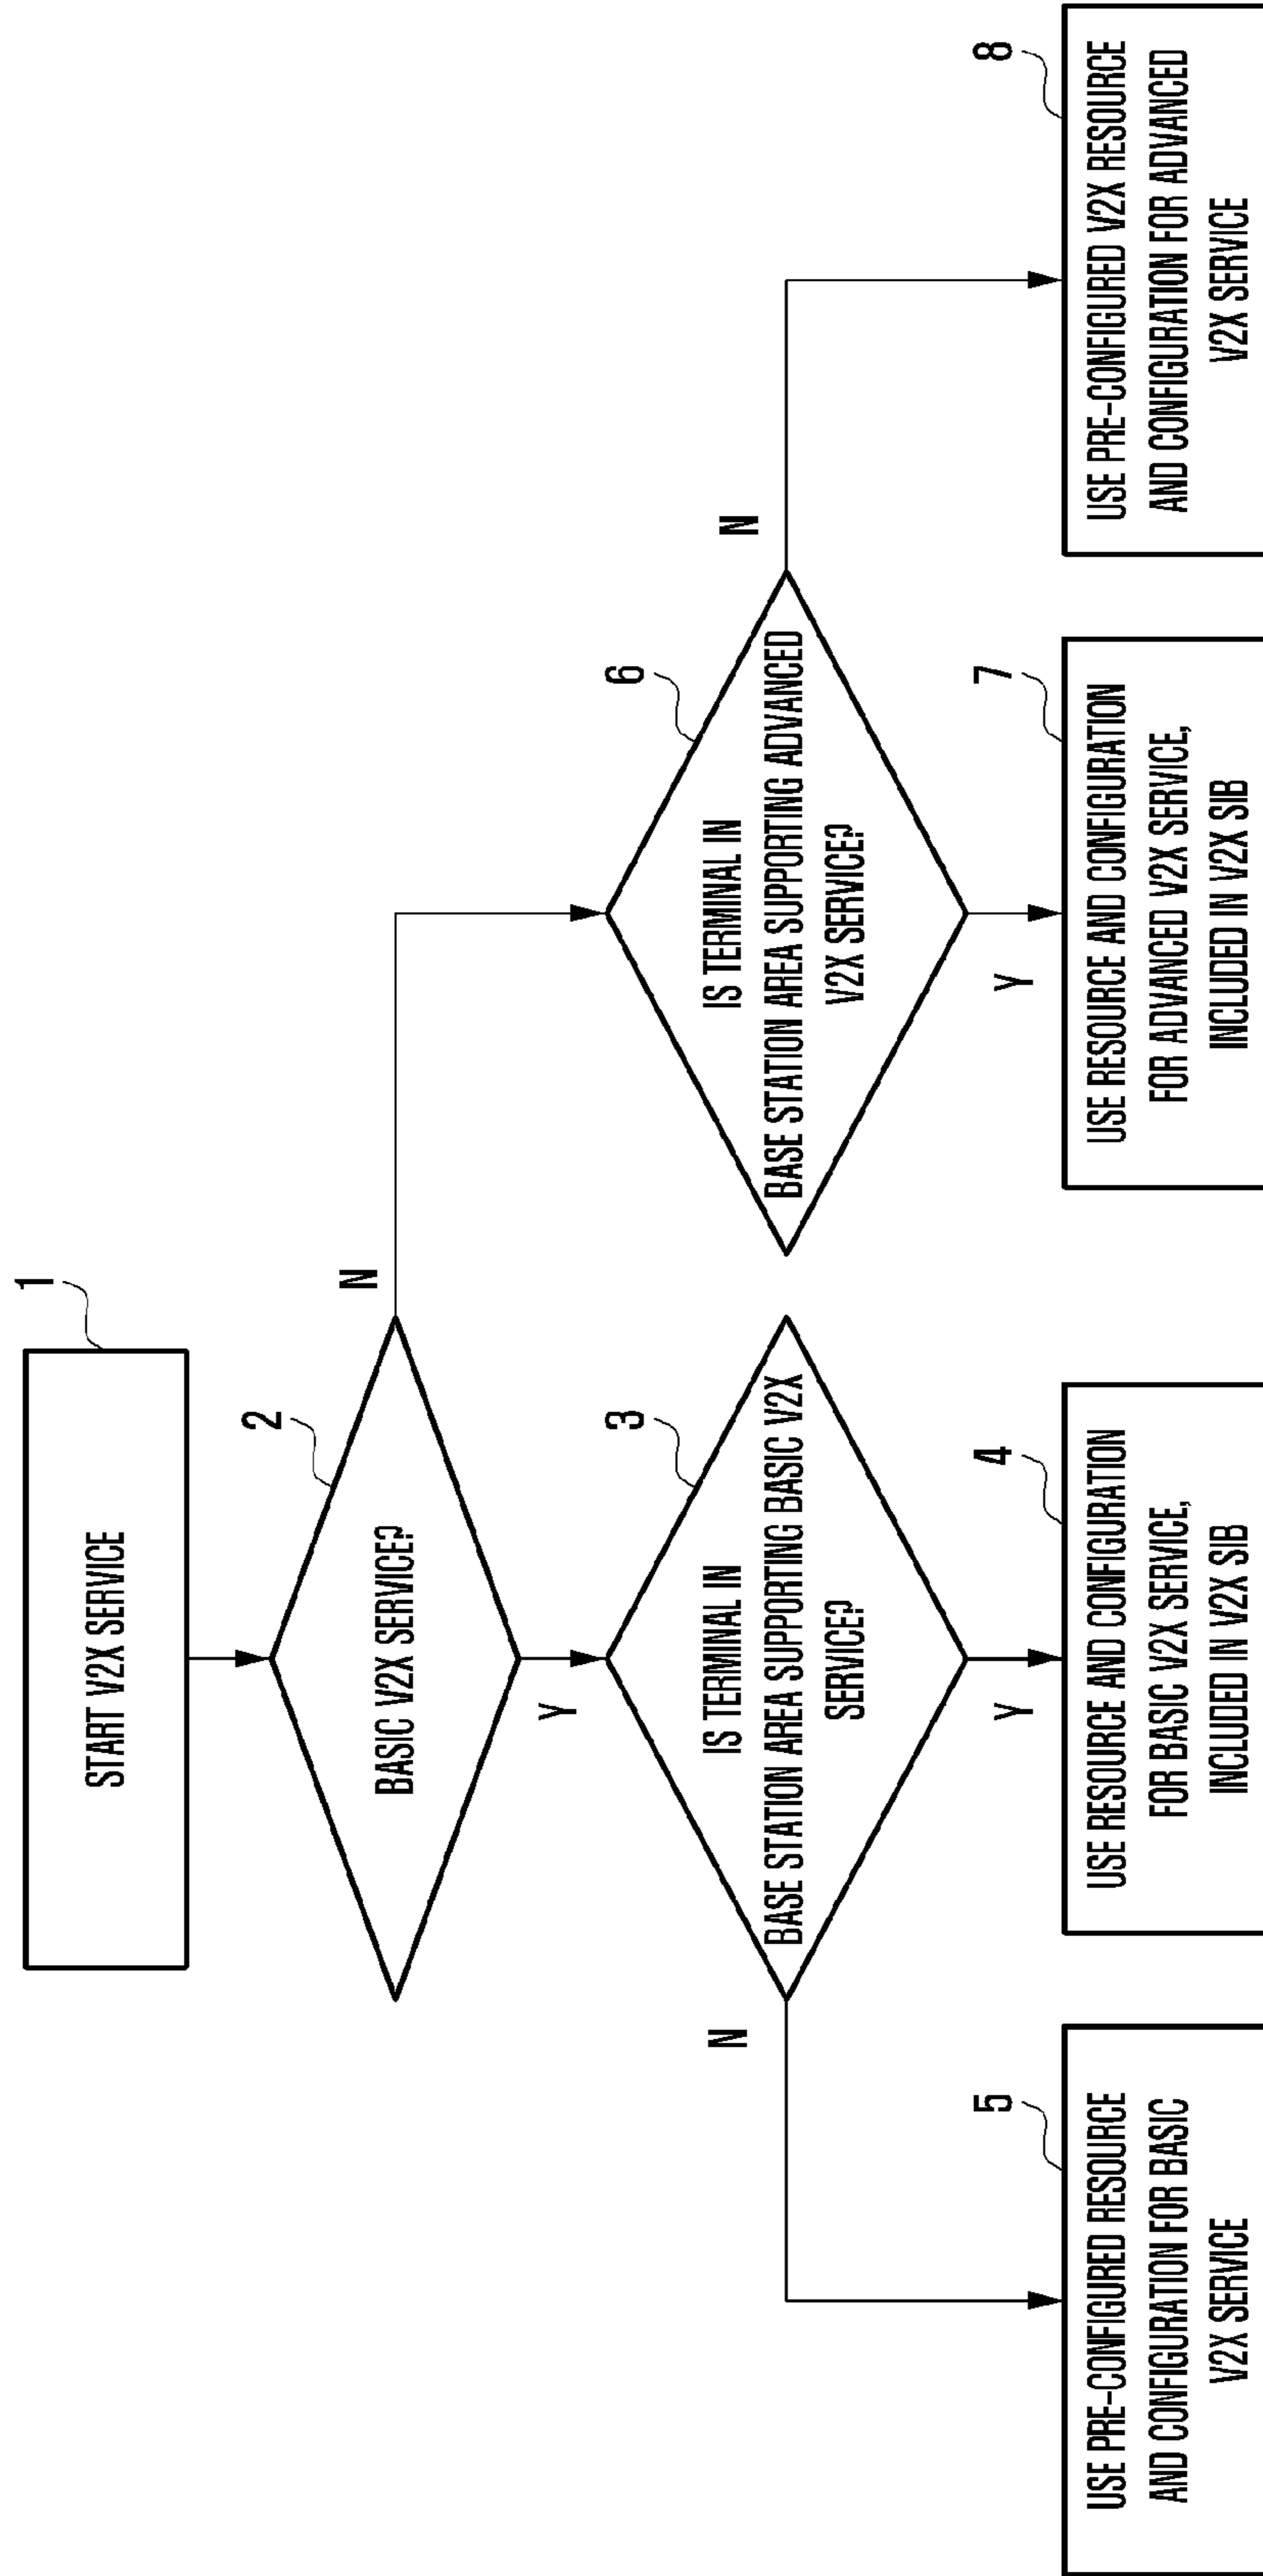 1
START V2X SERVICE
2
BASIC V2X SERVICE?
N
Y
3
IS TERMINAL IN
BASE STATION AREA SUPPORTING BASIC V2X
SERVICE?
N
Y
6
IS TERMINAL IN
BASE STATION AREA SUPPORTING ADVANCED
V2X SERVICE?
N
Y
5
USE PRE-CONFIGURED RESOURCE
AND CONFIGURATION FOR BASIC
V2X SERVICE
4
USE RESOURCE AND CONFIGURATION
FOR BASIC V2X SERVICE,
INCLUDED IN V2X SIB
7
USE RESOURCE AND CONFIGURATION
FOR ADVANCED V2X SERVICE,
INCLUDED IN V2X SIB
8
USE PRE-CONFIGURED V2X RESOURCE
AND CONFIGURATION FOR ADVANCED
V2X SERVICE